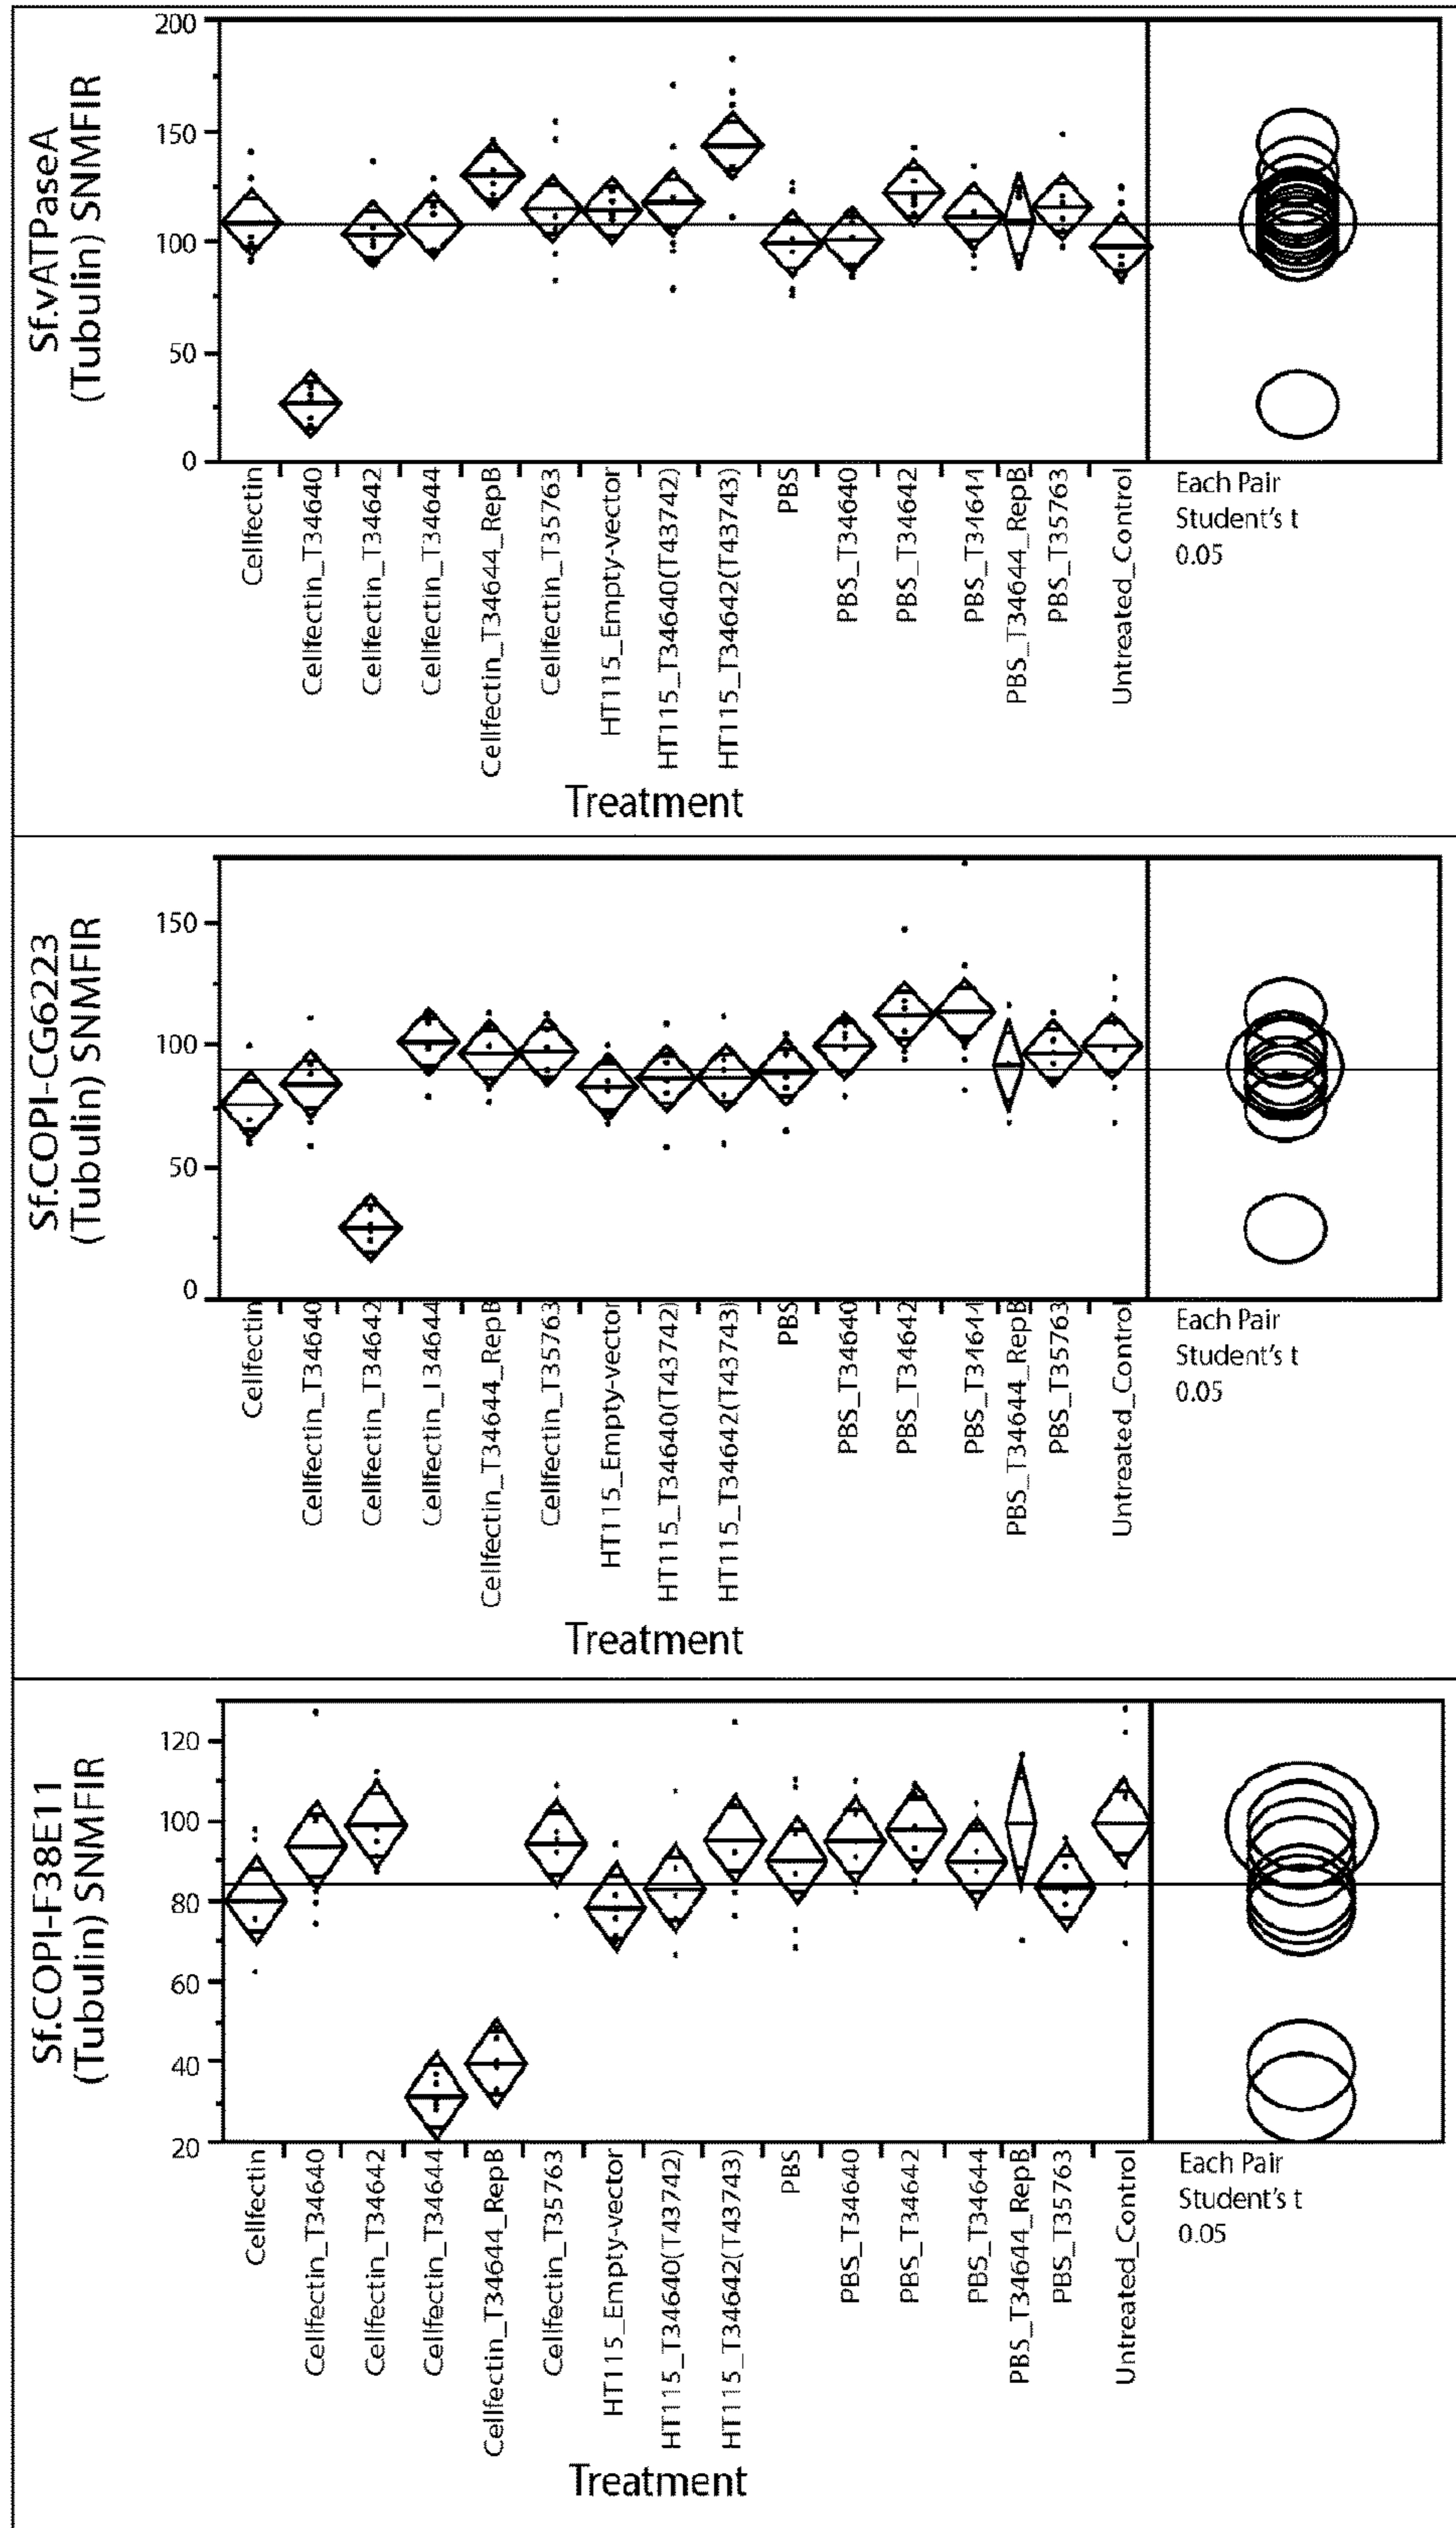 Sf.vATPaseA
(Tubulin) SNMFIR
200
150
100
50
0
Cellfectin
Cellfectin_T34640
Cellfectin_T34642
Cellfectin_T34644
Cellfectin_T34644_RepB
Cellfectin_T35763
HT115_Empty-vector
HT115_T34640(T43742)
HT115_T34642(T43743)
PBS
PBS_T34640
PBS_T34642
PBS_T34644
PBS_T34644_RepB
PBS_T35763
Untreated_Control
Each Pair
Student's t
0.05
Treatment
Sf.COPI-CG6223
(Tubulin) SNMFIR
150
100
50
0
Cellfectin
Cellfectin_T34640
Cellfectin_T34642
Cellfectin_T34644
Cellfectin_T34644_RepB
Cellfectin_T35763
HT115_Empty-vector
HT115_T34640(T43742)
HT115_T34642(T43743)
PBS
PBS_T34640
PBS_T34642
PBS_T34644
PBS_T34644_RepB
PBS_T35763
Untreated_Control
Each Pair
Student's t
0.05
Treatment
Sf.COPI-F38E11
(Tubulin) SNMFIR
120
100
80
60
40
20
Cellfectin
Cellfectin_T34640
Cellfectin_T34642
Cellfectin_T34644
Cellfectin_T34644_RepB
Cellfectin_T35763
HT115_Empty-vector
HT115_T34640(T43742)
HT115_T34642(T43743)
PBS
PBS_T34640
PBS_T34642
PBS_T34644
PBS_T34644_RepB
PBS_T35763
Untreated_Control
Each Pair
Student's t
0.05
Treatment